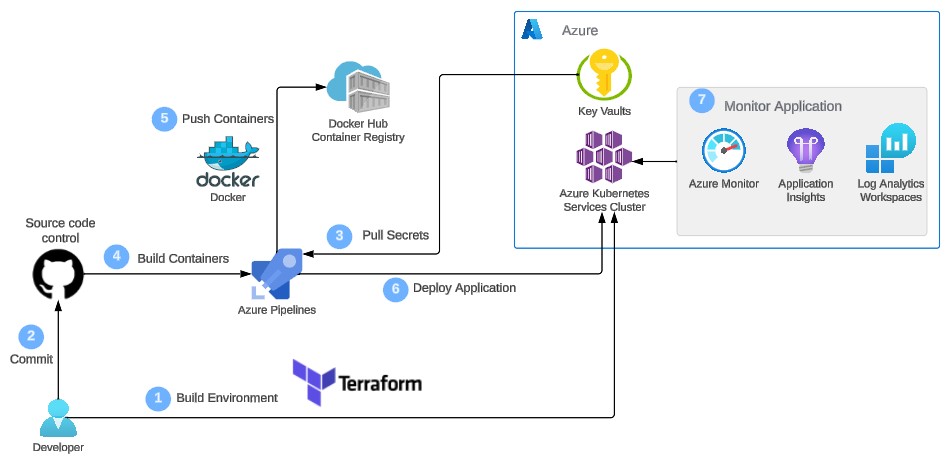 Azure
Key Vaults
7
Monitor Application
Azure Monitor
Application
Insights
Log Analytics
Workspaces
Azure Kubernetes
Services Cluster
5
Push Containers
Docker Hub
Container Registry
docker
Docker
3
Pull Secrets
Source code
control
4
Build Containers
Azure Pipelines
6
Deploy Application
2
Commit
1
Build Environment
Terraform
Developer